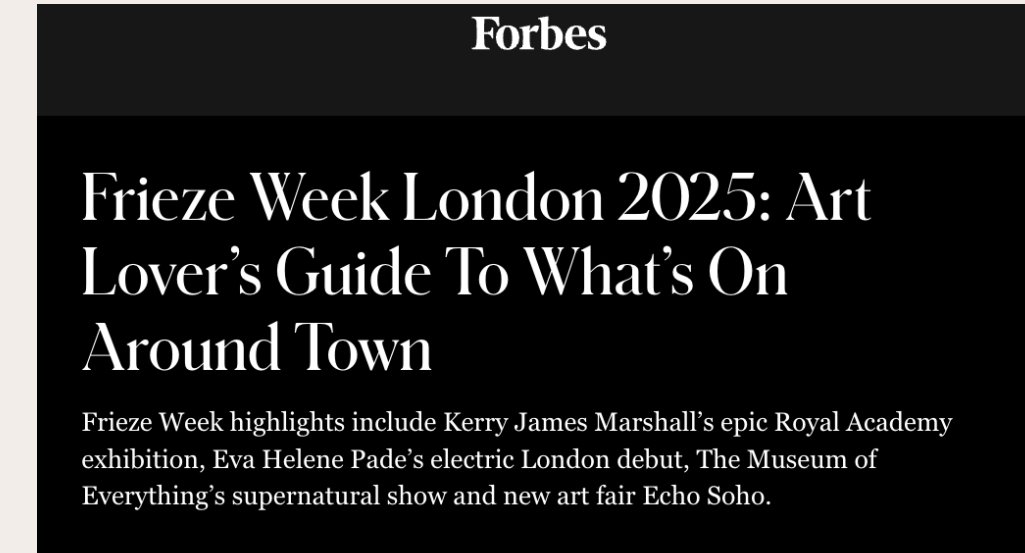 Forbes
Frieze Week London 2025: Art
Lover’s Guide To What’s On
Around Town
Frieze Week highlights include Kerry James Marshall’s epic Royal Academy
exhibition, Eva Helene Pade’s electric London debut, The Museum of
Everything’s supernatural show and new art fair Echo Soho.